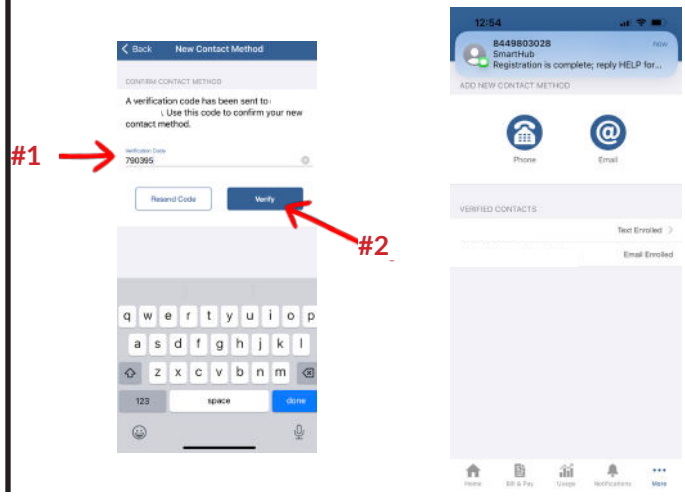 Back New Contact Method
CONFIRM CONTACT METHOD
A verification code has been sent to
. Use this code to confirm your new
contact method.
#1
Verification Code
790395
Resend Code Verify
#2
q w e r t y u i o p
a s d f g h j k l
z x c v b n m
123 space done
12:54
8449803028 now
SmartHub
Registration is complete; reply HELP for...
ADD NEW CONTACT METHOD
Phone Email
VERIFIED CONTACTS
Text Enrolled >
Email Enrolled
Home Bill & Pay Usage Notifications More